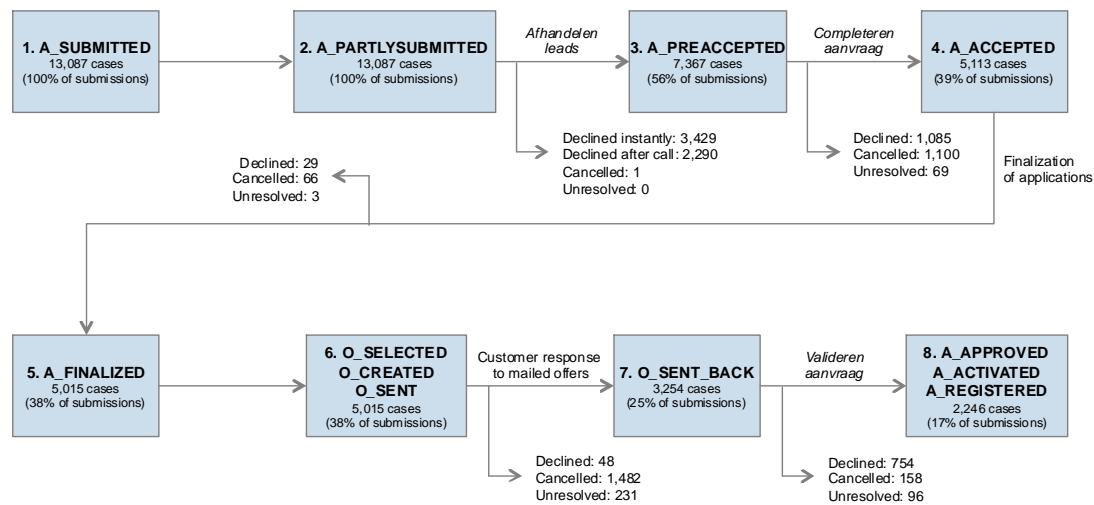 1. A_SUBMITTED
13,087 cases
(100% of submissions)
2. A_PARTLYSUBMITTED
13,087 cases
(100% of submissions)
Afhandelen
leads
3. A_PREACCEPTED
7,367 cases
(56% of submissions)
Completeren
aanvraag
4. A_ACCEPTED
5,113 cases
(39% of submissions)
Declined instantly: 3,429
Declined after call: 2,290
Cancelled: 1
Unresolved: 0
Declined: 1,085
Cancelled: 1,100
Unresolved: 69
Finalization
of applications
Declined: 29
Cancelled: 66
Unresolved: 3
5. A_FINALIZED
5,015 cases
(38% of submissions)
6. O_SELECTED
O_CREATED
O_SENT
5,015 cases
(38% of submissions)
Customer response
to mailed offers
7. O_SENT_BACK
3,254 cases
(25% of submissions)
Valideren
aanvraag
8. A_APPROVED
A_ACTIVATED
A_REGISTERED
2,246 cases
(17% of submissions)
Declined: 48
Cancelled: 1,482
Unresolved: 231
Declined: 754
Cancelled: 158
Unresolved: 96